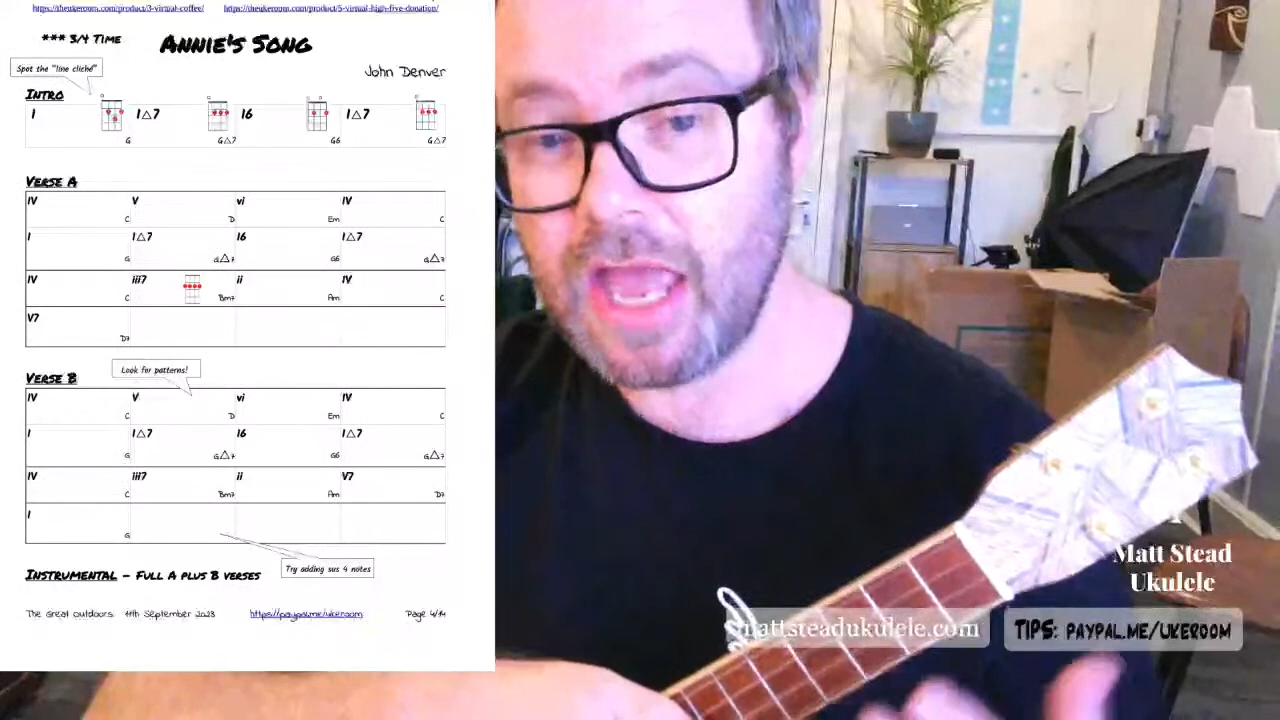 https://theukeroom.com/product/3-virtual-coffee/ https://theukeroom.com/product/5-virtual-high-five-donation/
*** 3/4 Time
Annie's Song
Spot the "line cliché"
John Denver
Intro
I I△7 I6 I△7
G G△7 G6 G△7
Verse A
IV V vi IV
C D Em C
I I△7 I6 I△7
G G△7 G6 G△7
IV iii7 ii IV
C Bm7 Am C
V7
D7
Look for patterns!
Verse B
IV V vi IV
C D Em C
I I△7 I6 I△7
G G△7 G6 G△7
IV iii7 ii V7
C Bm7 Am D7
I
G
Try adding sus 4 notes
Instrumental - Full A plus B verses
The Great outdoors: 11th September 2023 https://paypal.me/ukeroom Page 4/14
Matt Stead
Ukulele
mattsteadukulele.com
TIPS: PAYPAL.ME/UKEROOM